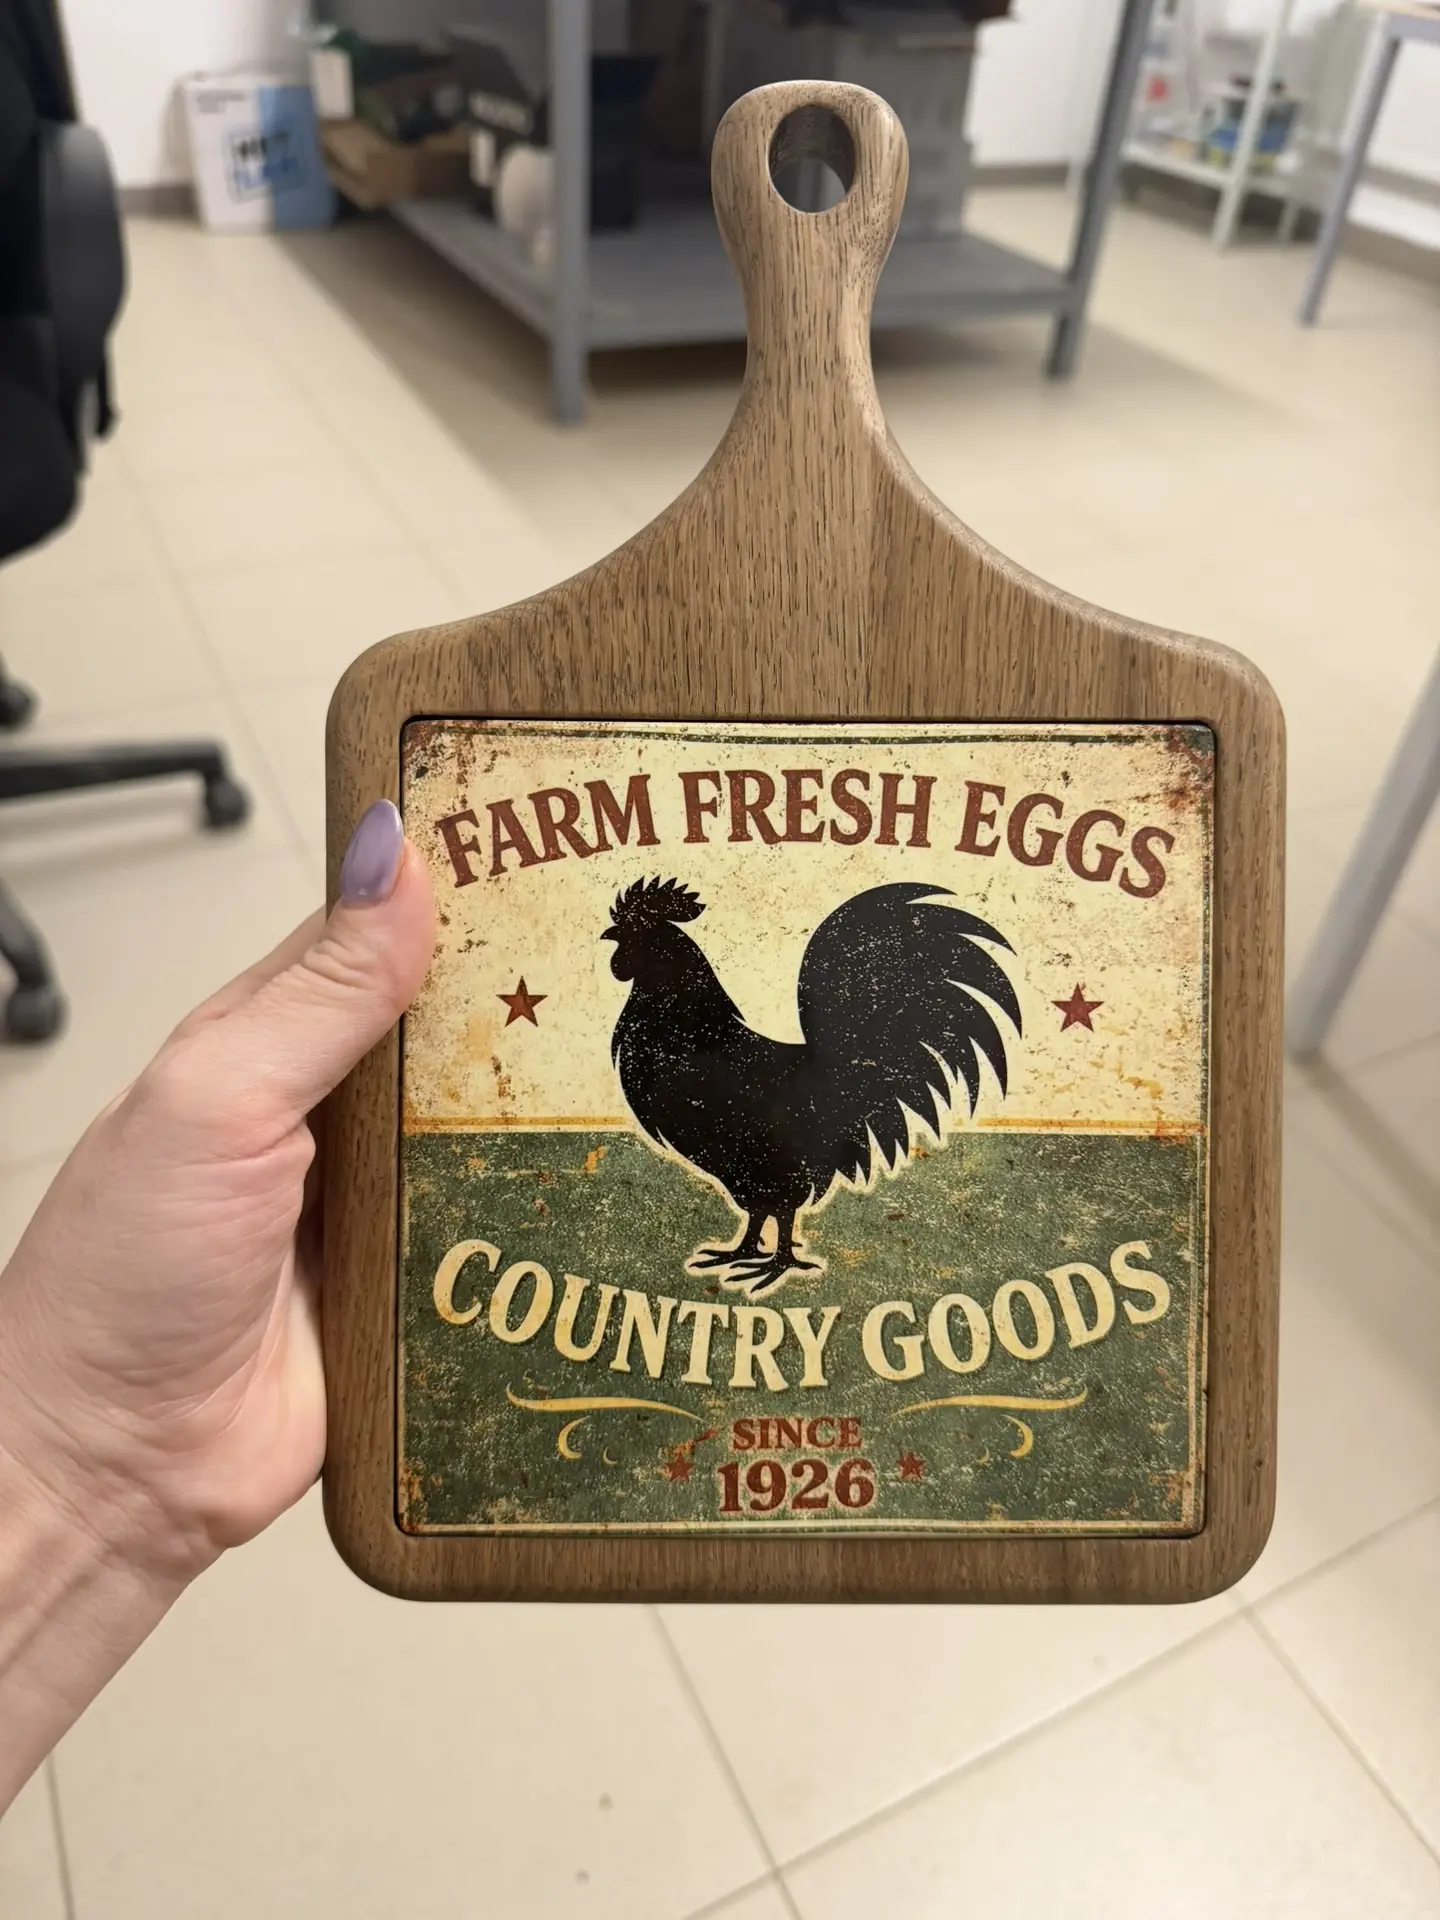 FARM FRESH EGGS
COUNTRY GOODS
SINCE
1926